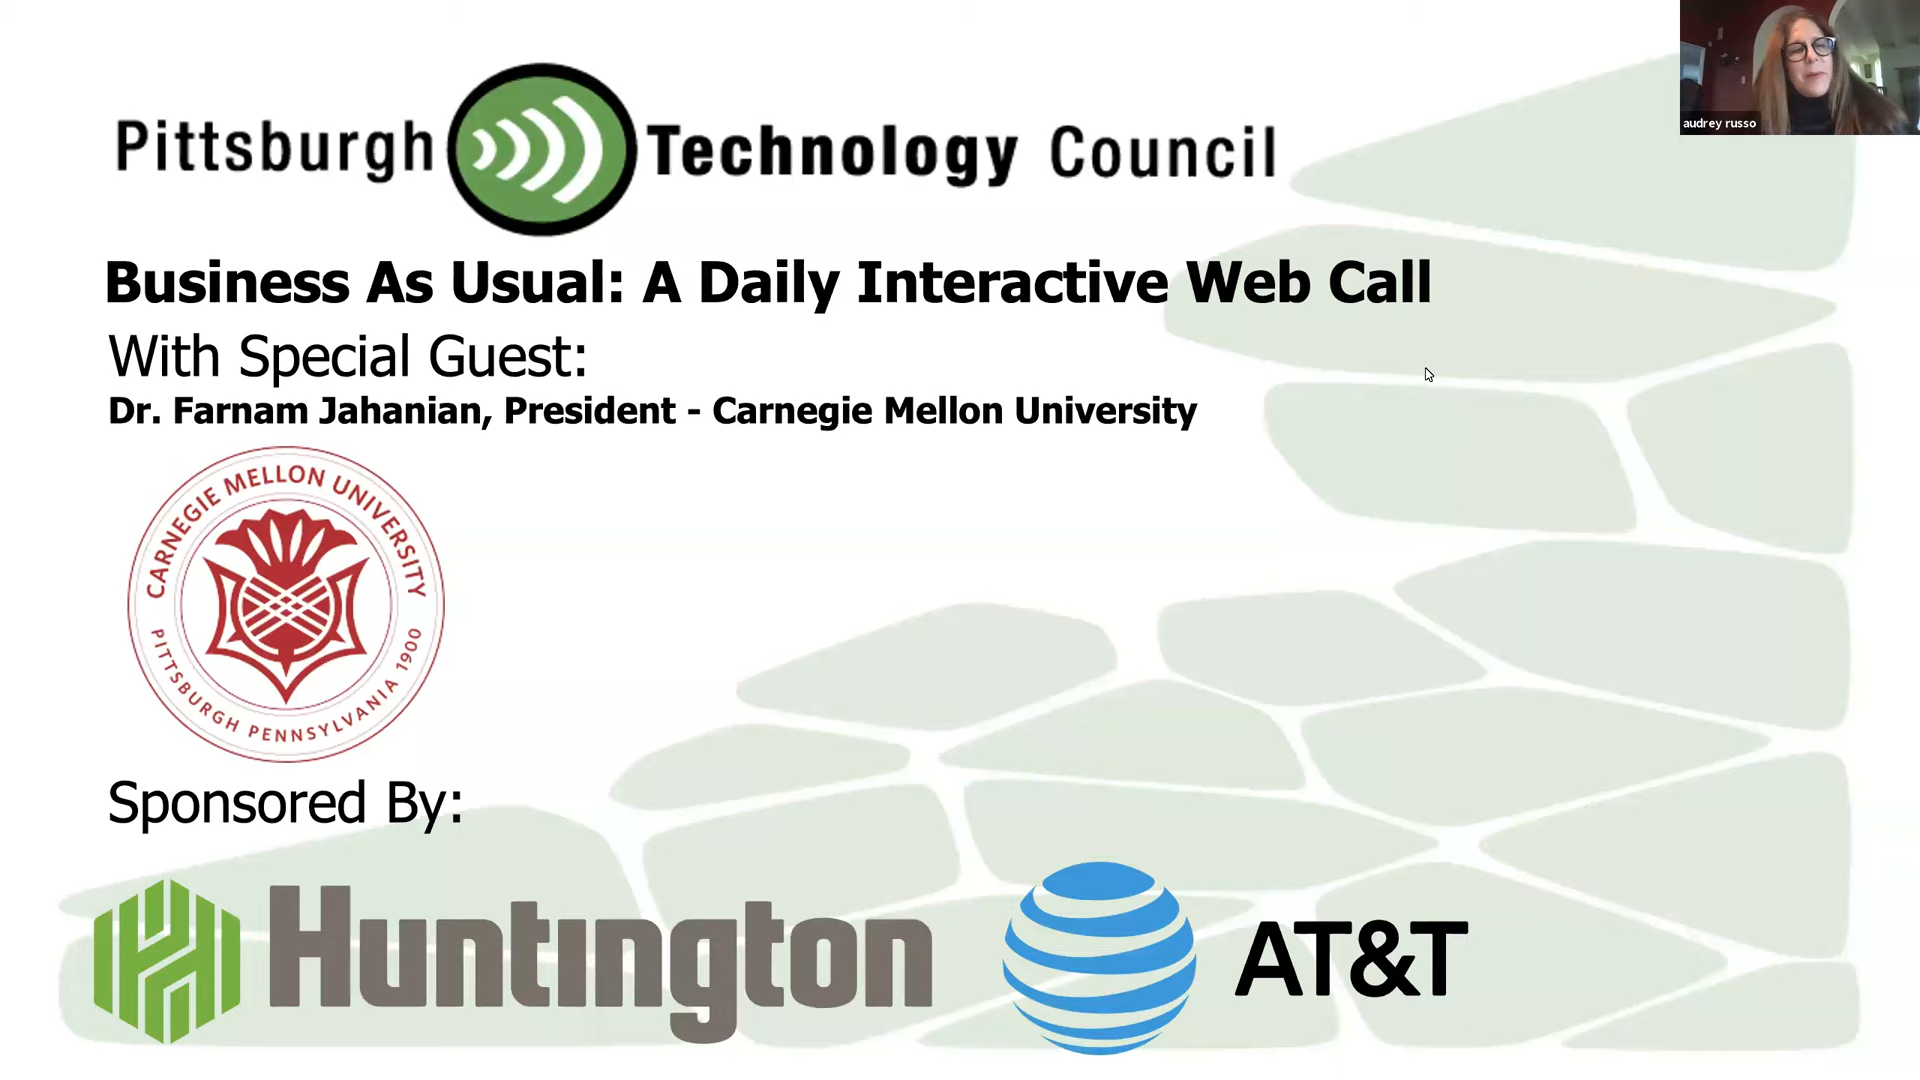 audrey russo
Pittsburgh Technology Council
Business As Usual: A Daily Interactive Web Call
With Special Guest:
Dr. Farnam Jahanian, President - Carnegie Mellon University
CARNEGIE MELLON UNIVERSITY
PITTSBURGH PENNSYLVANIA 1900
Sponsored By:
Huntington
AT&T